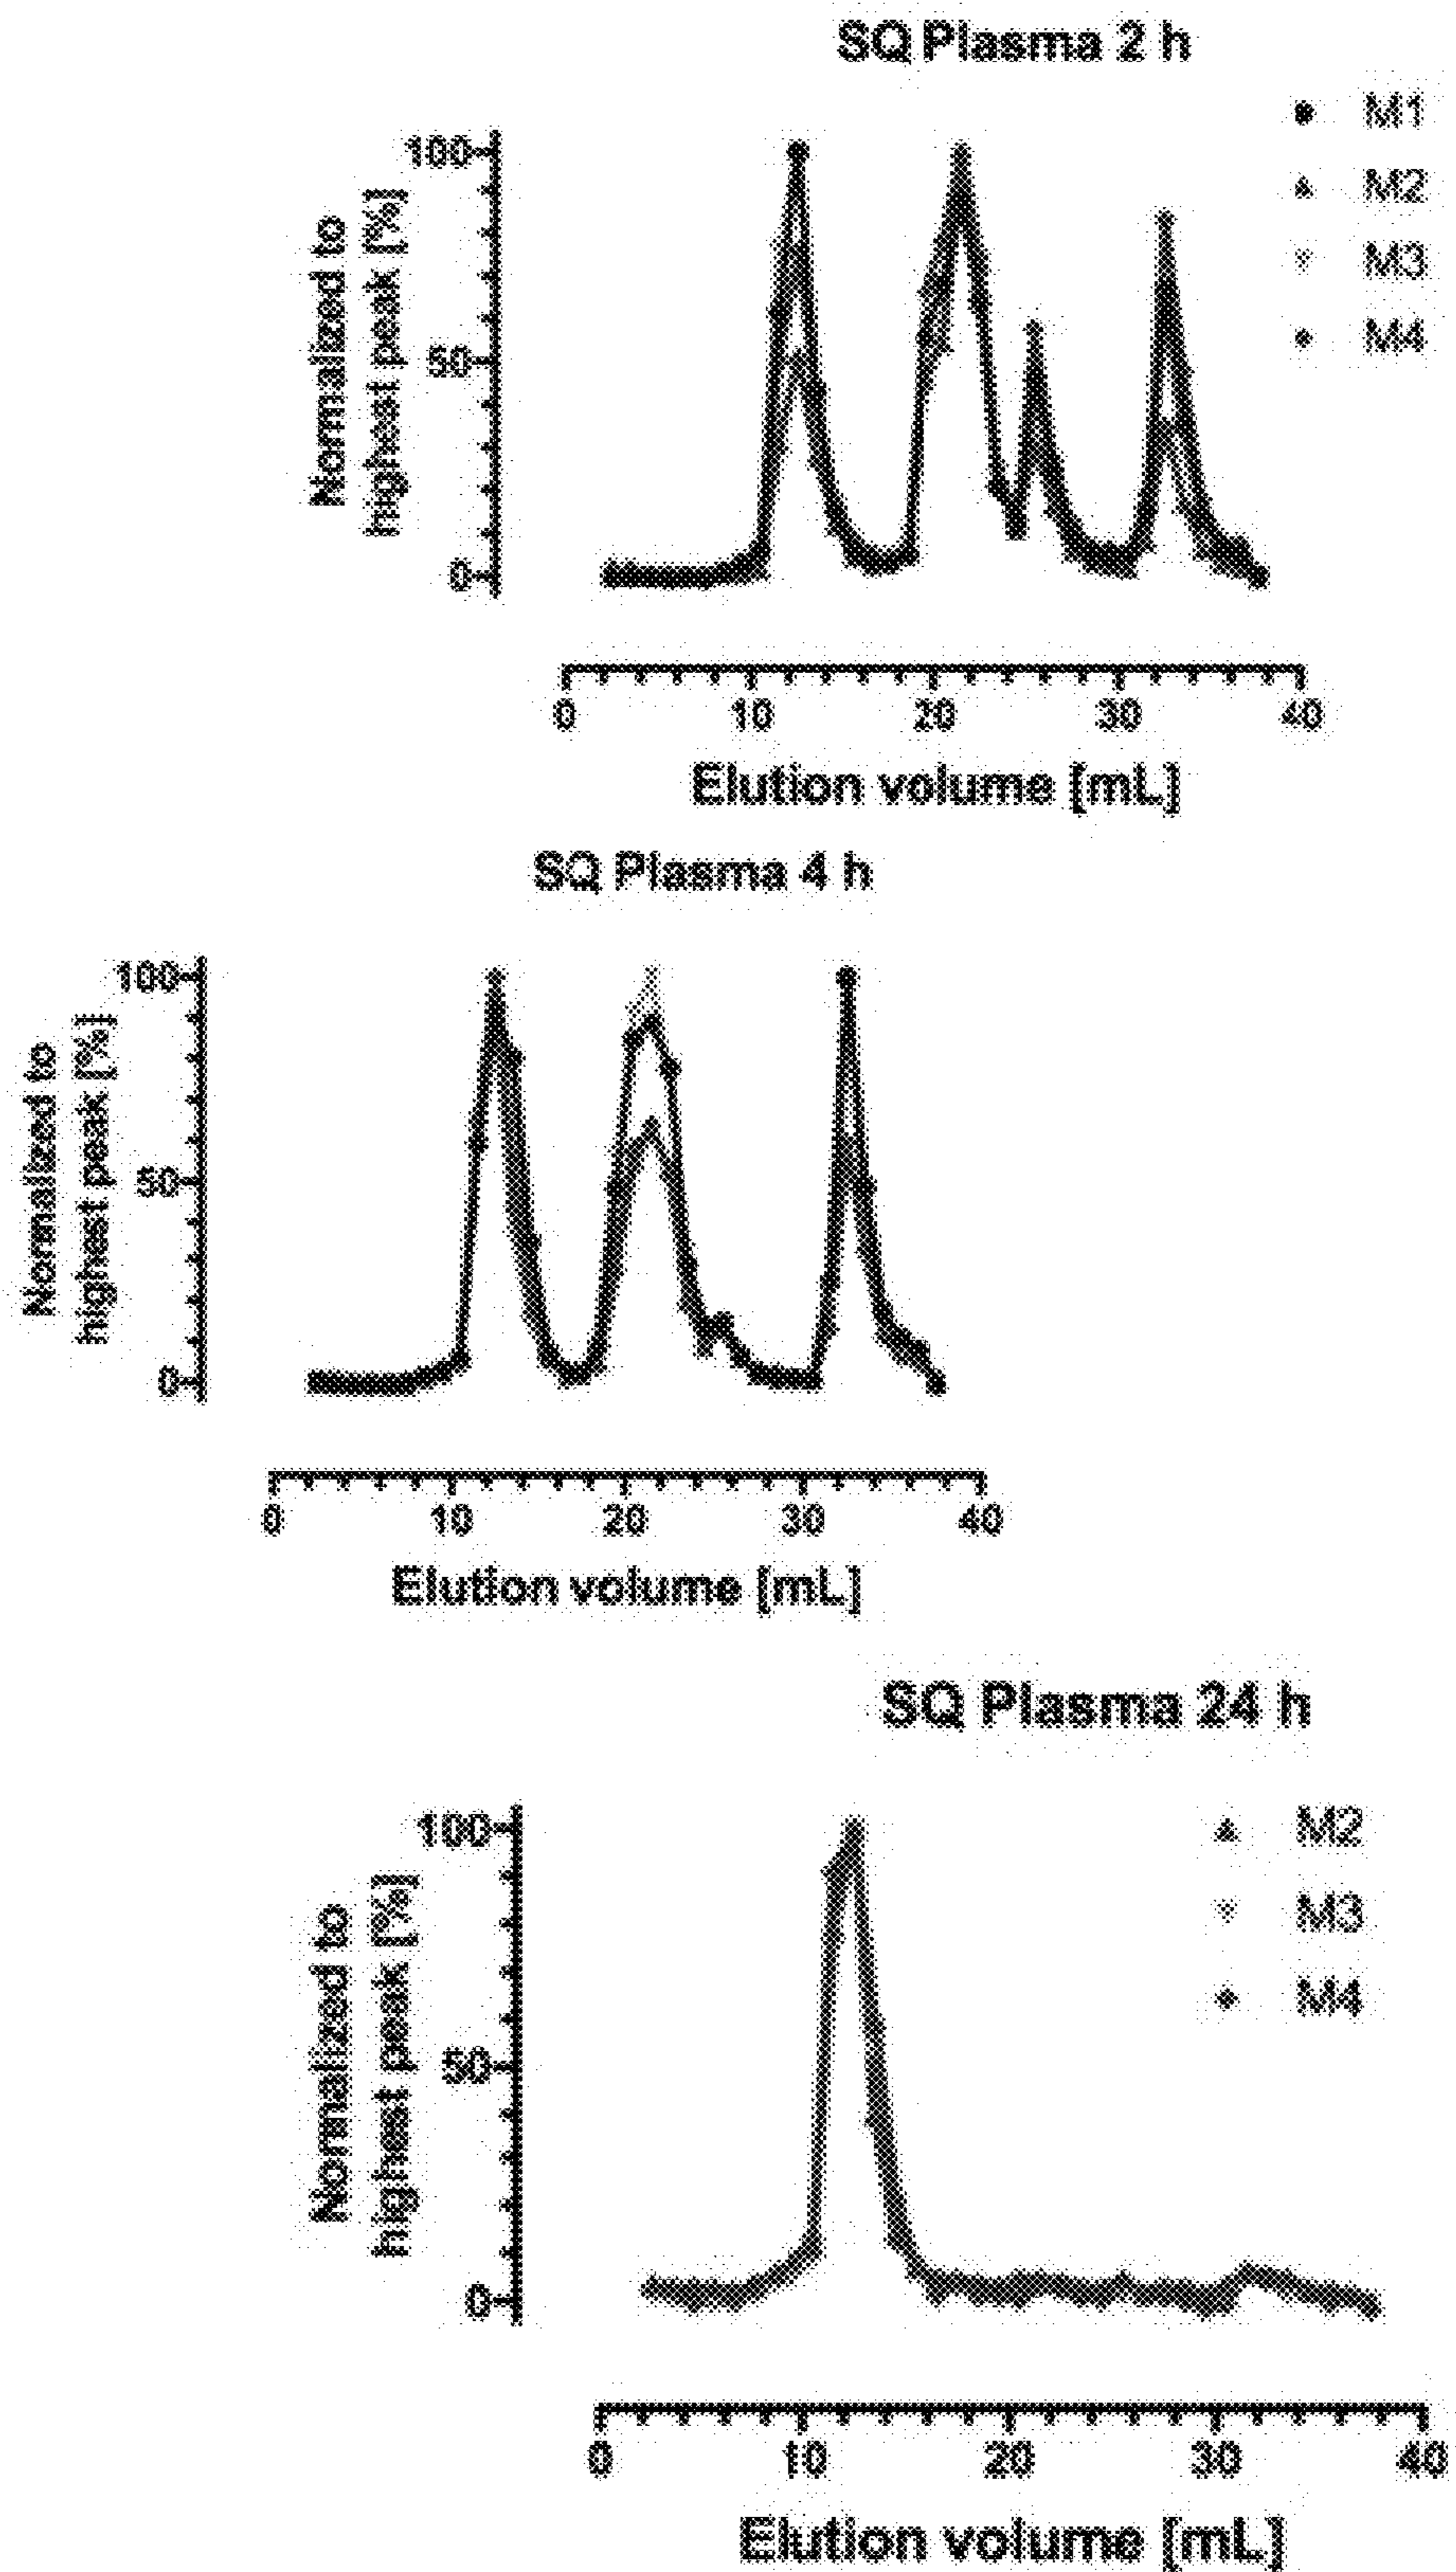 SQ Plasma 2 h
M1
M2
M3
M4
Normalized to
highest peak [%]
100
50
0
0 10 20 30 40
Elution volume [mL]
SQ Plasma 4 h
Normalized to
highest peak [%]
100
50
0
0 10 20 30 40
Elution volume [mL]
SQ Plasma 24 h
M2
M3
M4
Normalized to
highest peak [%]
100
50
0
0 10 20 30 40
Elution volume [mL]